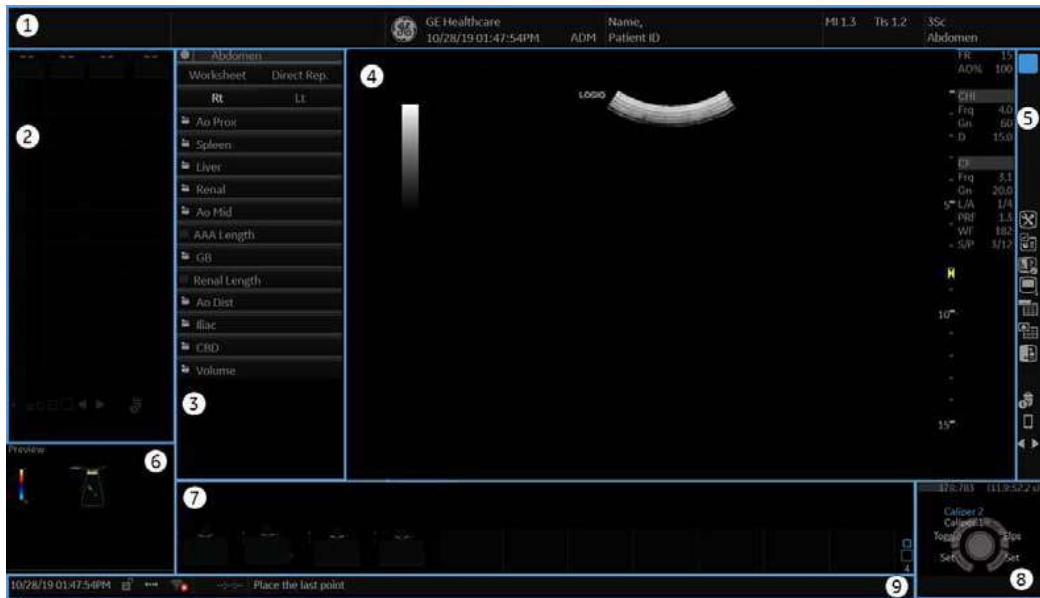 1
GE Healthcare
10/28/19 01:47:54PM ADM
Name,
Patient ID
MI 1.3 TIs 1.2
3Sc
Abdomen
2
Abdomen
Worksheet Direct Rep.
Rt Lt
Ao Prox
Spleen
Liver
Renal
Ao Mid
AAA Length
GB
Renal Length
Ao Dist
Iliac
CBD
Volume
3
4
LOGIQ
FR 15
AO% 100
CHI
Frq 4.0
Gn 60
D 15.0
CF
Frq 3.1
Gn 20.0
L/A 1/4
PRF 1.3
WF 182
S/P 3/12
5
10
15
5
Preview
6
7
4
Caliper 2
Caliper 1
Set Set
8
10/28/19 01:47:54PM
Place the last point
9